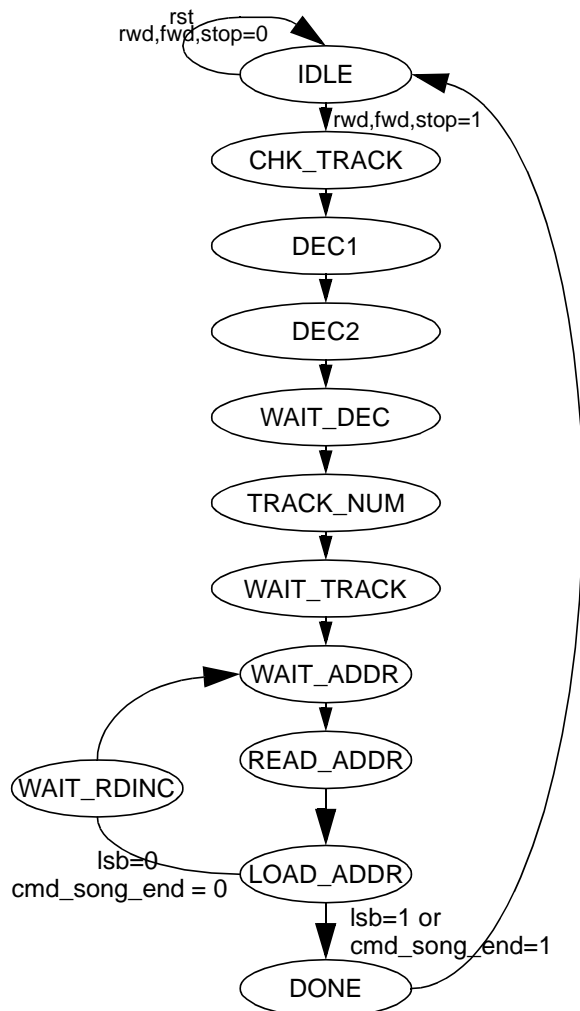 rst
rwd,fwd,stop=0
IDLE
rwd,fwd,stop=1
CHK_TRACK
DEC1
DEC2
WAIT_DEC
TRACK_NUM
WAIT_TRACK
WAIT_ADDR
READ_ADDR
WAIT_RDINC
lsb=0
cmd_song_end = 0
LOAD_ADDR
lsb=1 or
cmd_song_end=1
DONE